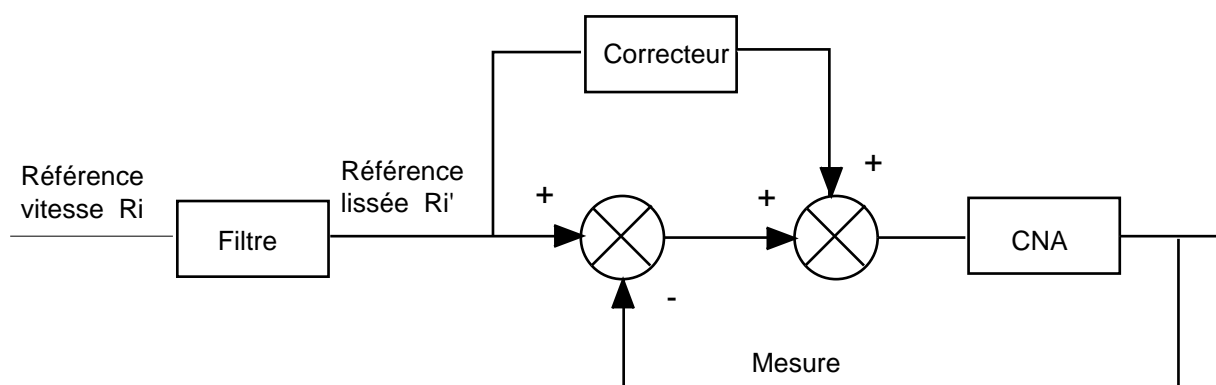 Correcteur
Référence
vitesse Ri
Référence
lissée Ri'
+
+
+
Filtre
CNA
-
Mesure